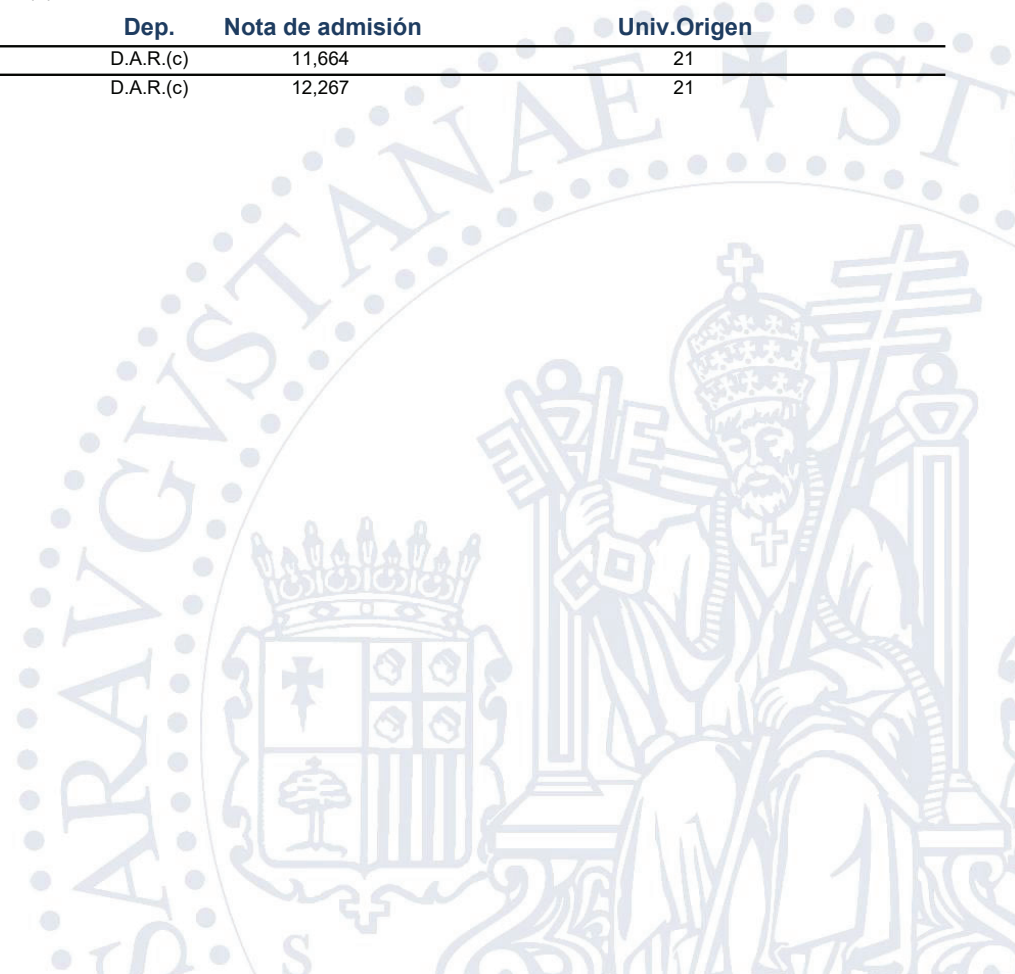 Dep. Nota de admisión Univ.Origen
D.A.R.(c) 11,664 21
D.A.R.(c) 12,267 21